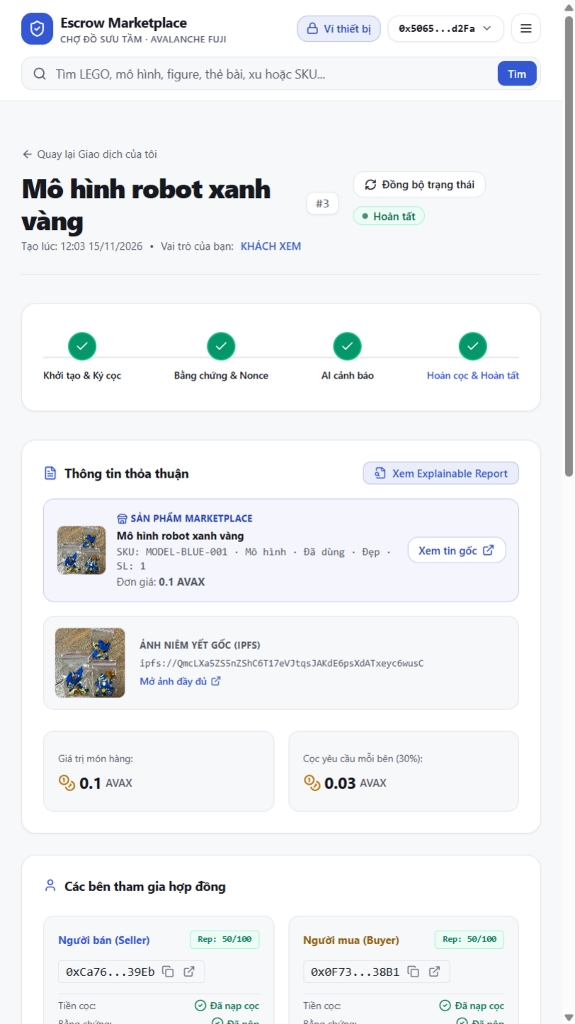 Escrow Marketplace
CHỢ ĐỒ SƯU TẦM · AVALANCHE FUJI
Ví thiết bị
0x5065...d2Fa
Tìm LEGO, mô hình, figure, thẻ bài, xu hoặc SKU...
Tìm
Quay lại Giao dịch của tôi
Mô hình robot xanh vàng
#3
Đồng bộ trạng thái
Hoàn tất
Tạo lúc: 12:03 15/11/2026 • Vai trò của bạn: KHÁCH XEM
Khởi tạo & Ký cọc
Bằng chứng & Nonce
AI cảnh báo
Hoàn cọc & Hoàn tất
Thông tin thỏa thuận
Xem Explainable Report
SẢN PHẨM MARKETPLACE
Mô hình robot xanh vàng
SKU: MODEL-BLUE-001 · Mô hình · Đã dùng · Đẹp ·
SL: 1
Đơn giá: 0.1 AVAX
Xem tin gốc
ẢNH NIÊM YẾT GỐC (IPFS)
ipfs://QmcLXa5ZS5nZShC6T17eVJtqsJAKdE6psXdATxeyc6wusC
Mở ảnh đầy đủ
Giá trị món hàng:
0.1 AVAX
Cọc yêu cầu mỗi bên (30%):
0.03 AVAX
Các bên tham gia hợp đồng
Người bán (Seller)
Rep: 50/100
0xCa76...39Eb
Tiền cọc:
Đã nạp cọc
Người mua (Buyer)
Rep: 50/100
0x0F73...38B1
Tiền cọc:
Đã nạp cọc